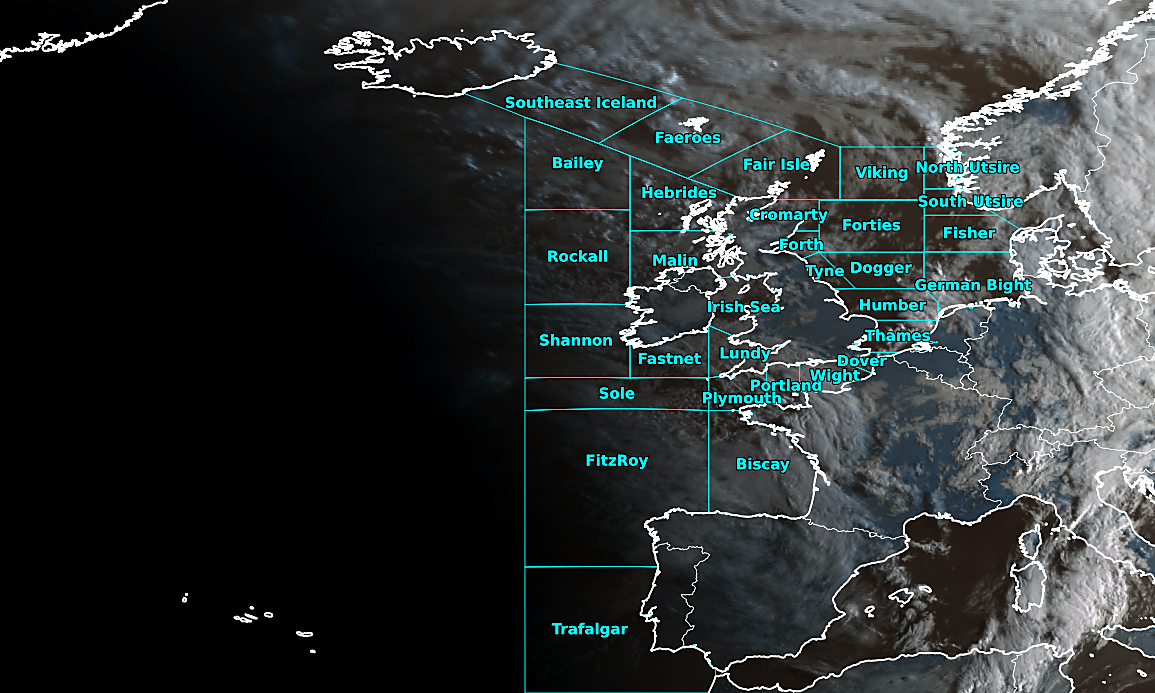 Southeast Iceland
Faeroes
Bailey
Fair Isle
North Utsire
Viking
Hebrides
South Utsire
Cromarty
Forties
Fisher
Forth
Rockall
Malin
Tyne
Dogger
German Bight
Irish Sea
Humber
Thames
Shannon
Fastnet
Lundy
Dover
Wight
Portland
Sole
Plymouth
FitzRoy
Biscay
Trafalgar